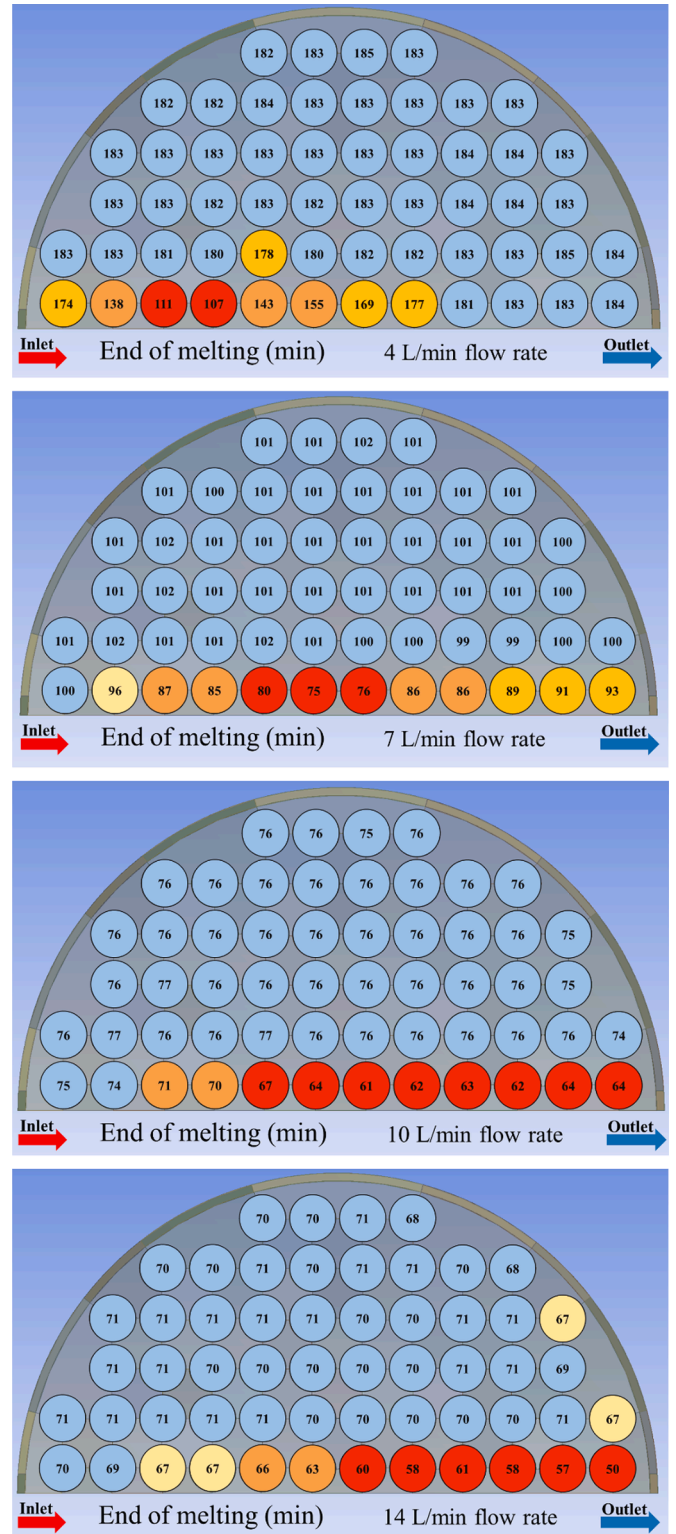 182 183 185 183
182 182 184 183 183 183 183 183
183 183 183 183 183 183 183 184 184 183
183 183 182 183 182 183 183 184 184 183
183 183 181 180 178 180 182 182 183 183 185 184
174 138 111 107 143 155 169 177 181 183 183 184
Inlet End of melting (min) 4 L/min flow rate Outlet
101 101 102 101
101 100 101 101 101 101 101 101
101 102 101 101 101 101 101 101 101 100
101 102 101 101 101 101 101 101 101 100
101 102 101 101 102 101 100 100 99 99 100 100
100 96 87 85 80 75 76 86 86 89 91 93
Inlet End of melting (min) 7 L/min flow rate Outlet
76 76 75 76
76 76 76 76 76 76 76 76
76 76 76 76 76 76 76 76 76 75
76 77 76 76 76 76 76 76 76 75
76 77 76 76 77 76 76 76 76 76 76 74
75 74 71 70 67 64 61 62 63 62 64 64
Inlet End of melting (min) 10 L/min flow rate Outlet
70 70 71 68
70 70 71 70 71 71 70 68
71 71 71 71 71 70 70 71 71 67
71 71 70 70 70 70 70 71 71 69
71 71 71 71 71 70 70 70 70 70 71 67
70 69 67 67 66 63 60 58 61 58 57 50
Inlet End of melting (min) 14 L/min flow rate Outlet